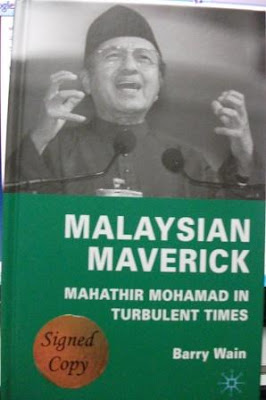 MALAYSIAN
MAVERICK
MAHATHIR MOHAMAD IN
TURBULENT TIMES
Signed
Copy
Barry Wain